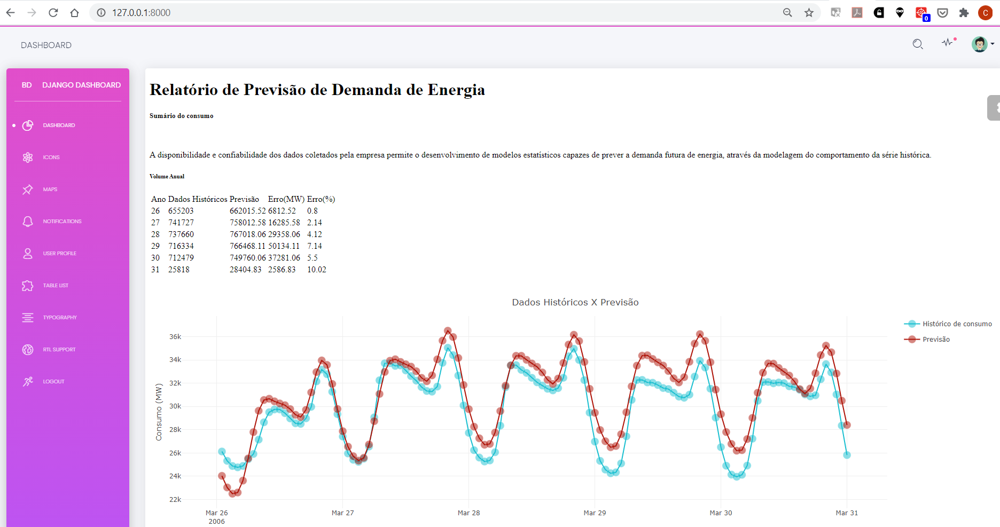 127.0.0.1:8000
0
C
DASHBOARD
BD DJANGO DASHBOARD
DASHBOARD
ICONS
MAPS
NOTIFICATIONS
USER PROFILE
TABLE LIST
TYPOGRAPHY
RTL SUPPORT
LOGOUT
Relatório de Previsão de Demanda de Energia
Sumário do consumo
A disponibilidade e confiabilidade dos dados coletados pela empresa permite o desenvolvimento de modelos estatísticos capazes de prever a demanda futura de energia, através da modelagem do comportamento da série histórica.
Volume Anual
Ano Dados Históricos Previsão Erro(MW) Erro(%)
26 655203 662015.52 6812.52 0.8
27 741727 758012.58 16285.58 2.14
28 737660 767018.06 29358.06 4.12
29 716334 766468.11 50134.11 7.14
30 712479 749760.06 37281.06 5.5
31 25818 28404.83 2586.83 10.02
Dados Históricos X Previsão
Histórico de consumo
Previsão
Consumo (MW)
36k
34k
32k
30k
28k
26k
24k
22k
Mar 26 Mar 27 Mar 28 Mar 29 Mar 30 Mar 31
2006